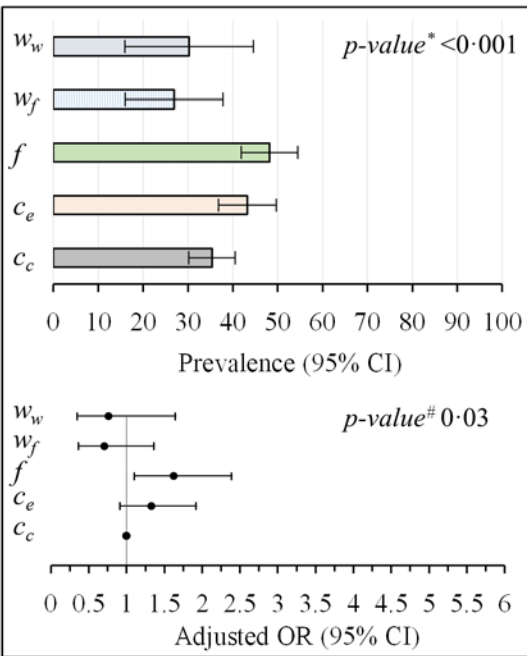 w_w
p-value* <0·001
w_f
f
c_e
c_c
0 10 20 30 40 50 60 70 80 90 100
Prevalence (95% CI)
w_w
p-value# 0·03
w_f
f
c_e
c_c
0 0.5 1 1.5 2 2.5 3 3.5 4 4.5 5 5.5 6
Adjusted OR (95% CI)